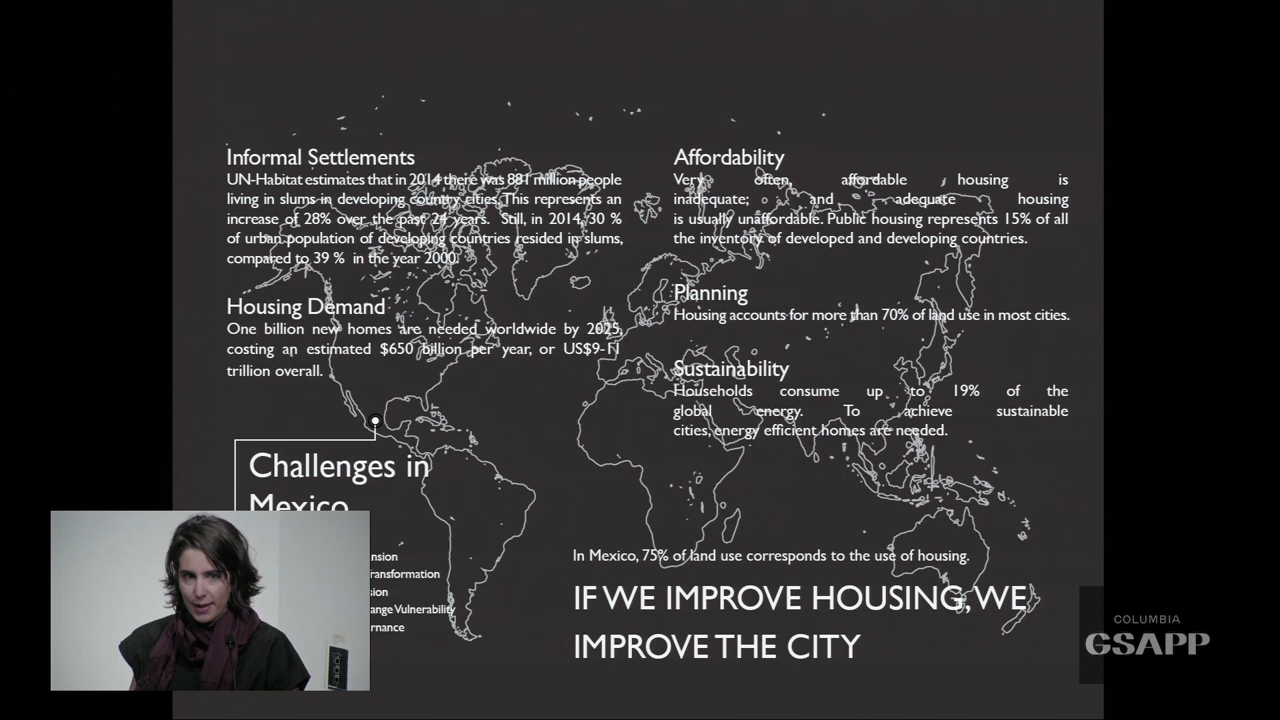 Informal Settlements
UN-Habitat estimates that in 2014 there was 881 million people
living in slums in developing country cities. This represents an
increase of 28% over the past 24 years. Still, in 2014, 30 %
of urban population of developing countries resided in slums,
compared to 39 % in the year 2000.
Housing Demand
One billion new homes are needed worldwide by 2025,
costing an estimated $650 billion per year, or US$9-11
trillion overall.
Affordability
Very often, affordable housing is
inadequate; and adequate housing
is usually unaffordable. Public housing represents 15% of all
the inventory of developed and developing countries.
Planning
Housing accounts for more than 70% of land use in most cities.
Sustainability
Households consume up to 19% of the
global energy. To achieve sustainable
cities, energy efficient homes are needed.
Challenges in
Mexico
nsion
ransformation
sion
ange Vulnerability
ernance
In Mexico, 75% of land use corresponds to the use of housing.
IF WE IMPROVE HOUSING, WE
IMPROVE THE CITY
COLUMBIA
GSAPP